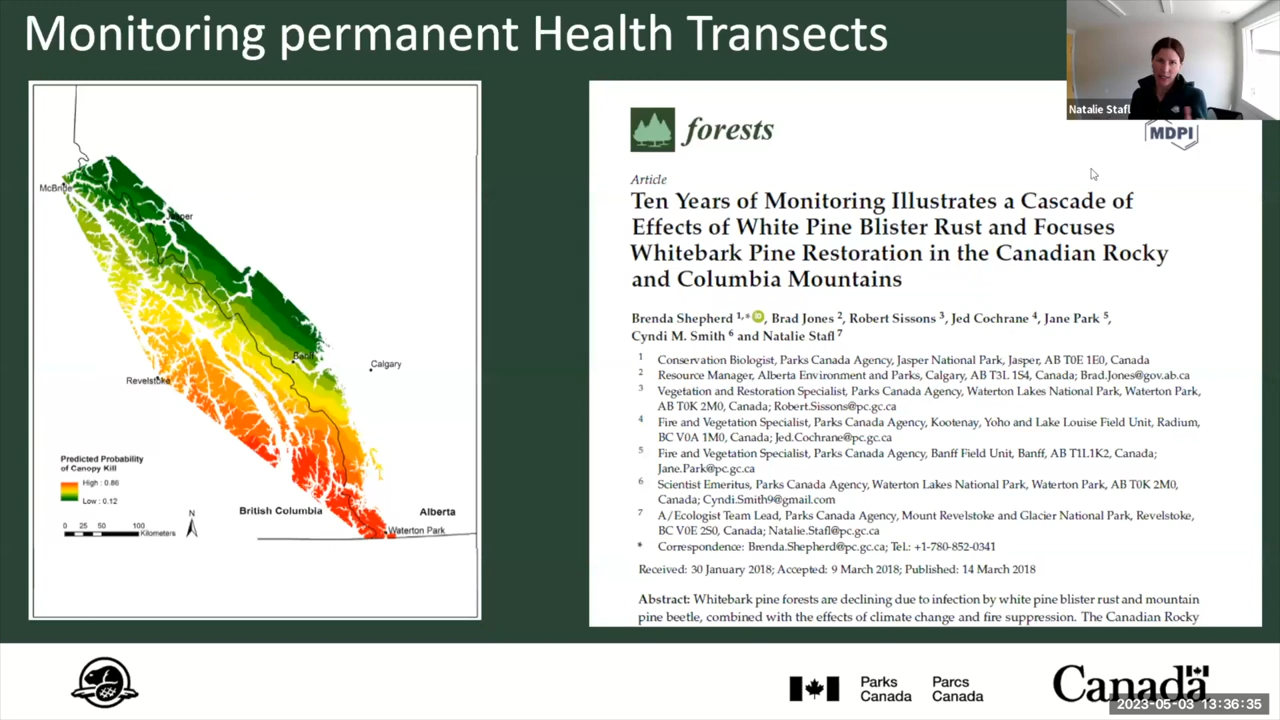 Monitoring permanent Health Transects
Natalie Stafl
McBride
Jasper
Banff
Calgary
Revelstoke
Predicted Probability
of Canopy Kill
High : 0.86
Low : 0.12
0 25 50 100
Kilometers
N
British Columbia
Alberta
Waterton Park
forests
MDPI
Article
Ten Years of Monitoring Illustrates a Cascade of
Effects of White Pine Blister Rust and Focuses
Whitebark Pine Restoration in the Canadian Rocky
and Columbia Mountains
Brenda Shepherd 1,* iD, Brad Jones 2, Robert Sissons 3, Jed Cochrane 4, Jane Park 5,
Cyndi M. Smith 6 and Natalie Stafl 7
1 Conservation Biologist, Parks Canada Agency, Jasper National Park, Jasper, AB T0E 1E0, Canada
2 Resource Manager, Alberta Environment and Parks, Calgary, AB T3L 1S4, Canada; Brad.Jones@gov.ab.ca
3 Vegetation and Restoration Specialist, Parks Canada Agency, Waterton Lakes National Park, Waterton Park,
AB T0K 2M0, Canada; Robert.Sissons@pc.gc.ca
4 Fire and Vegetation Specialist, Parks Canada Agency, Kootenay, Yoho and Lake Louise Field Unit, Radium,
BC V0A 1M0, Canada; Jed.Cochrane@pc.gc.ca
5 Fire and Vegetation Specialist, Parks Canada Agency, Banff Field Unit, Banff, AB T1L1K2, Canada;
Jane.Park@pc.gc.ca
6 Scientist Emeritus, Parks Canada Agency, Waterton Lakes National Park, Waterton Park, AB T0K 2M0,
Canada; Cyndi.Smith9@gmail.com
7 A/Ecologist Team Lead, Parks Canada Agency, Mount Revelstoke and Glacier National Park, Revelstoke,
BC V0E 2S0, Canada; Natalie.Stafl@pc.gc.ca
* Correspondence: Brenda.Shepherd@pc.gc.ca; Tel.: +1-780-852-0341
Received: 30 January 2018; Accepted: 9 March 2018; Published: 14 March 2018
Abstract: Whitebark pine forests are declining due to infection by white pine blister rust and mountain
pine beetle, combined with the effects of climate change and fire suppression. The Canadian Rocky
Parks Canada
Parcs Canada
Canada
2023-05-03 13:36:35